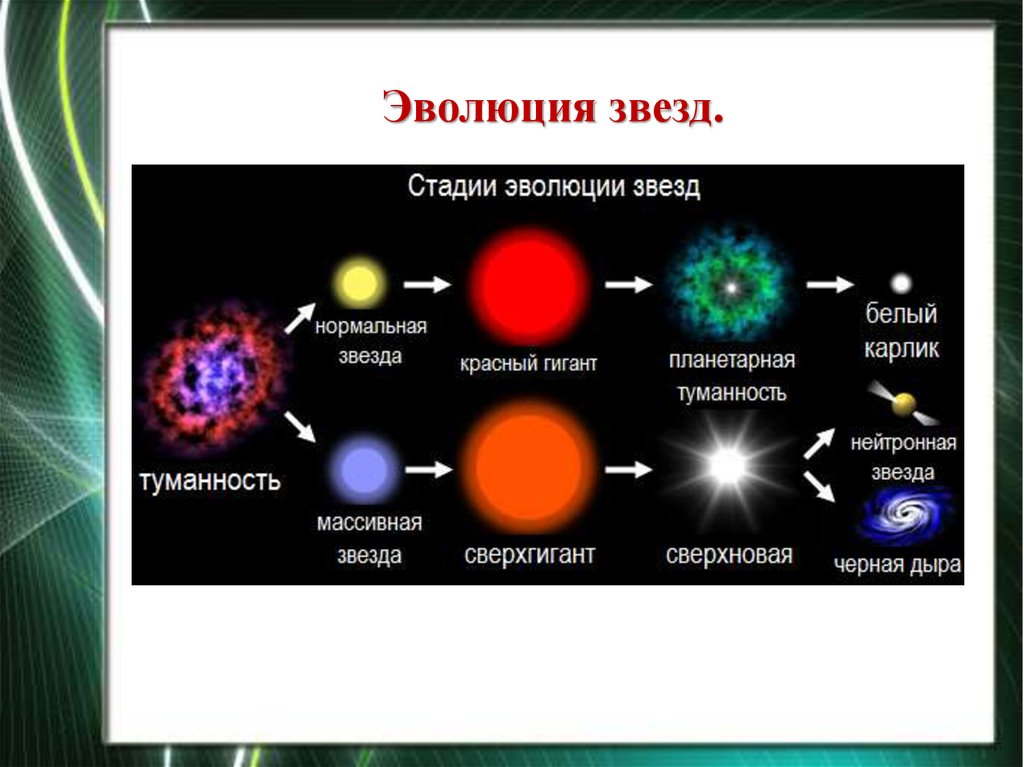 Эволюция звезд.
Стадии эволюции звезд
нормальная
звезда
красный гигант
планетарная
туманность
белый
карлик
туманность
массивная
звезда
сверхгигант
сверхновая
нейтронная
звезда
черная дыра